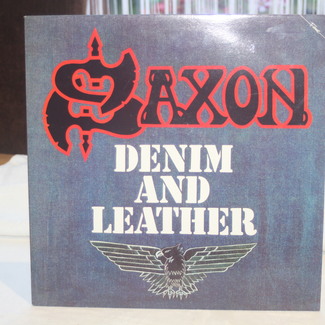 SAXON
DENIM
AND
LEATHER